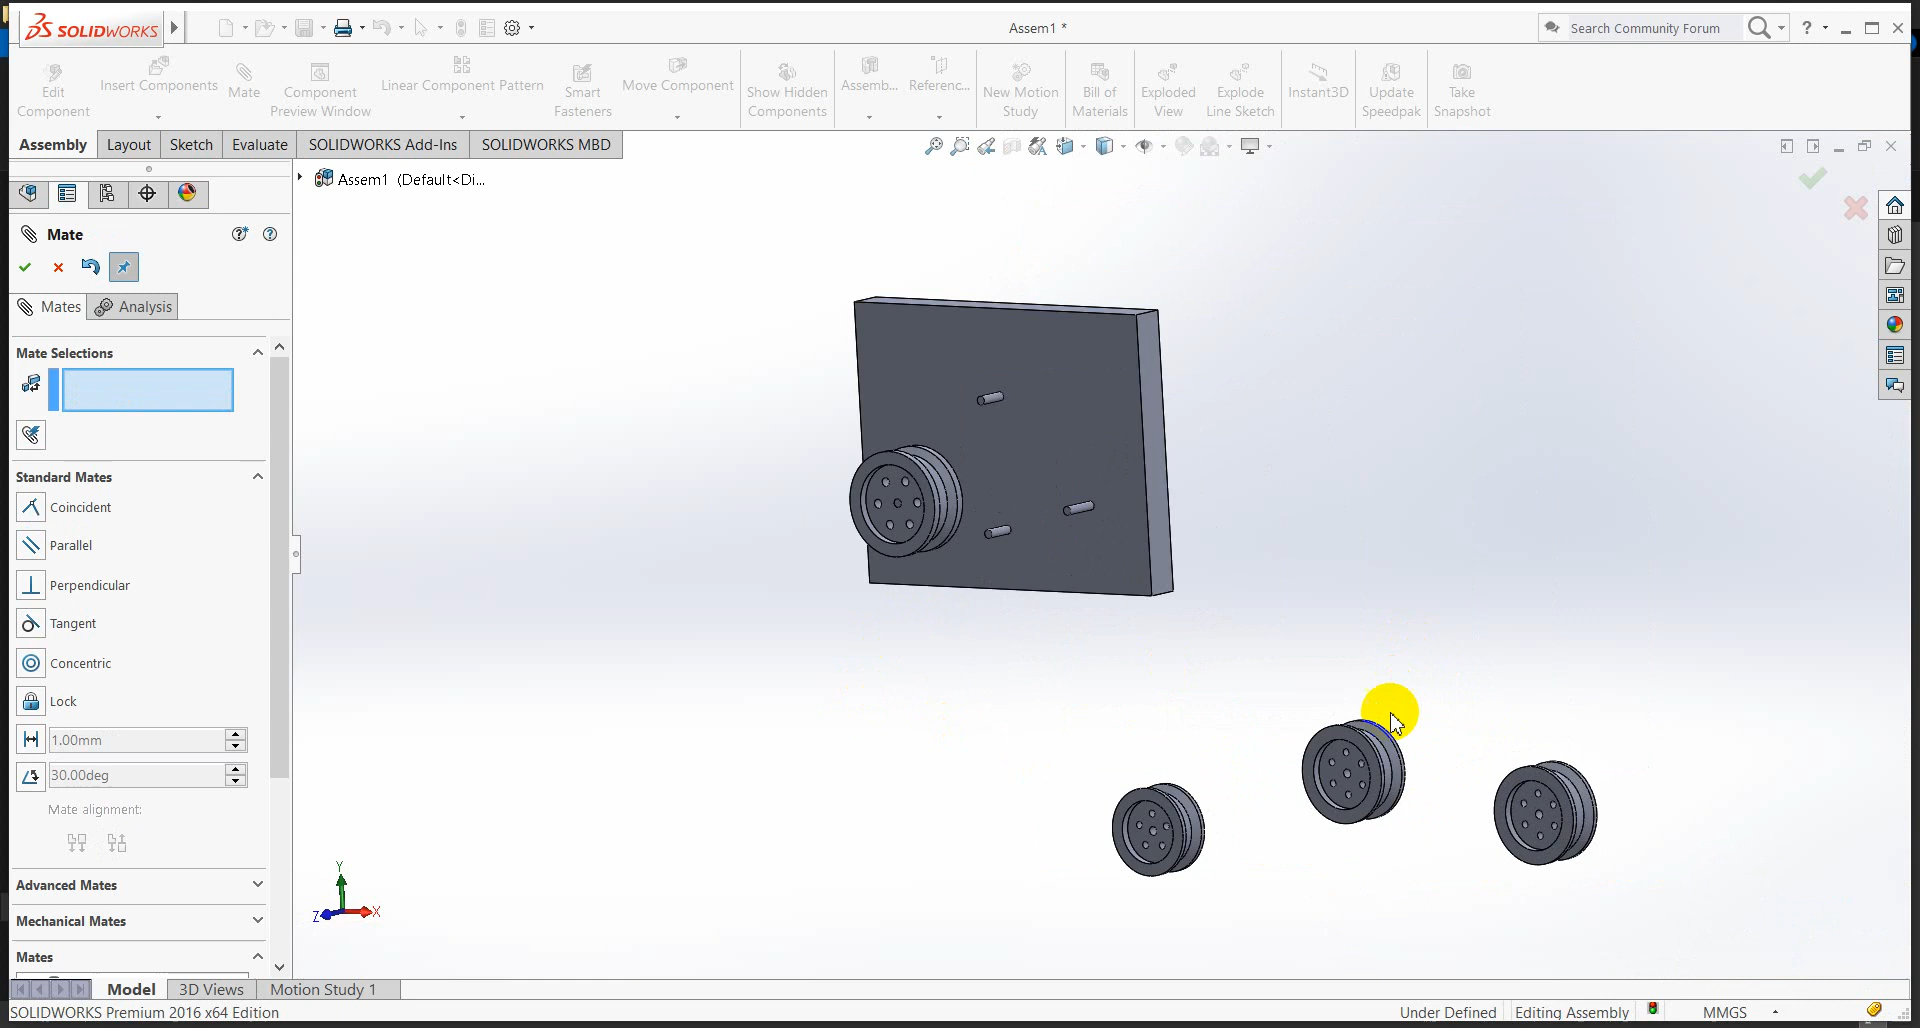 SOLIDWORKS
Assem1 *
Search Community Forum
?
Edit Component
Insert Components
Mate
Component Preview Window
Linear Component Pattern
Smart Fasteners
Move Component
Show Hidden Components
Assemb...
Referenc...
New Motion Study
Bill of Materials
Exploded View
Explode Line Sketch
Instant3D
Update Speedpak
Take Snapshot
Assembly
Layout
Sketch
Evaluate
SOLIDWORKS Add-Ins
SOLIDWORKS MBD
Assem1 (Default<Di...
Mate
Mates
Analysis
Mate Selections
Standard Mates
Coincident
Parallel
Perpendicular
Tangent
Concentric
Lock
1.00mm
30.00deg
Mate alignment:
Advanced Mates
Mechanical Mates
Mates
Y
Z
X
Model
3D Views
Motion Study 1
SOLIDWORKS Premium 2016 x64 Edition
Under Defined
Editing Assembly
MMGS